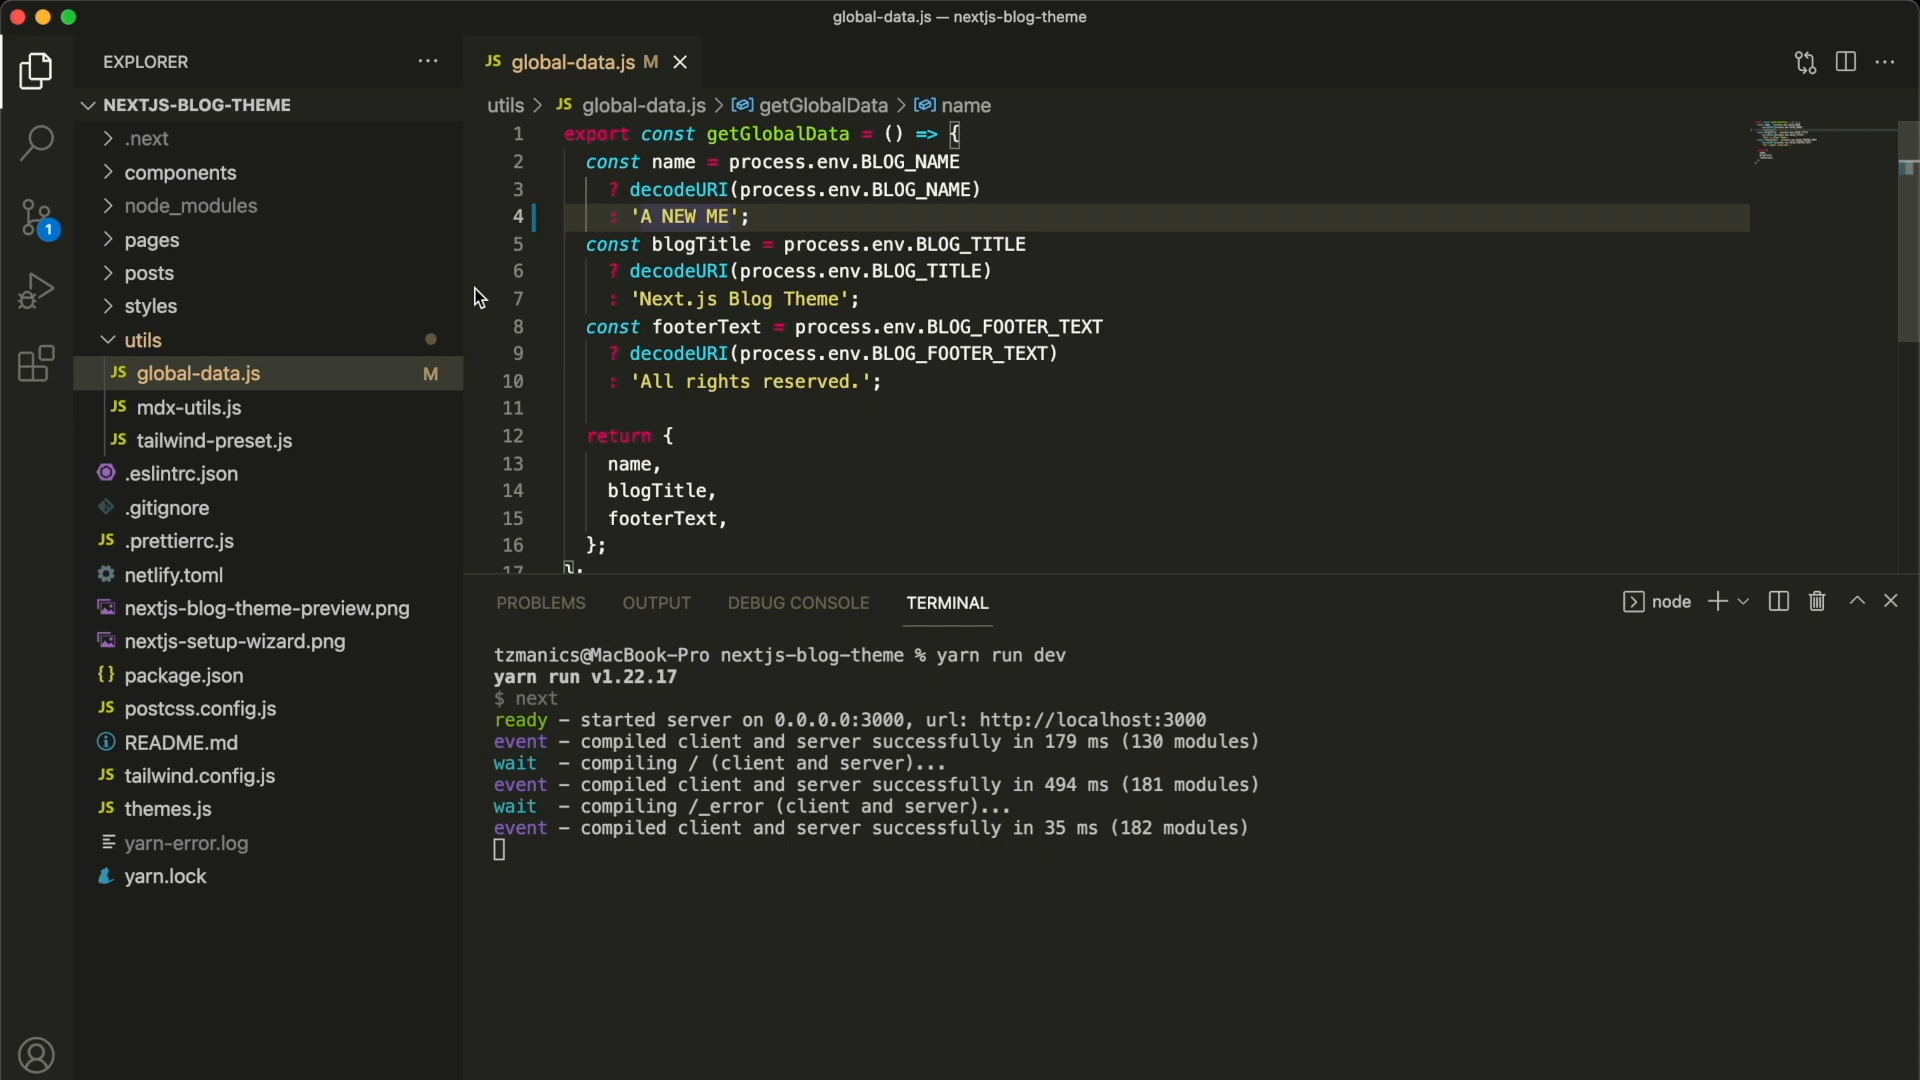 global-data.js — nextjs-blog-theme
EXPLORER
NEXTJS-BLOG-THEME
.next
components
node_modules
pages
posts
styles
utils
JS global-data.js M
JS mdx-utils.js
JS tailwind-preset.js
.eslintrc.json
.gitignore
JS .prettierrc.js
netlify.toml
nextjs-blog-theme-preview.png
nextjs-setup-wizard.png
{} package.json
JS postcss.config.js
README.md
JS tailwind.config.js
JS themes.js
yarn-error.log
yarn.lock
1
JS global-data.js M
utils > JS global-data.js > getGlobalData > name
1 export const getGlobalData = () => {
2 const name = process.env.BLOG_NAME
3 ? decodeURI(process.env.BLOG_NAME)
4 : 'A NEW ME';
5 const blogTitle = process.env.BLOG_TITLE
6 ? decodeURI(process.env.BLOG_TITLE)
7 : 'Next.js Blog Theme';
8 const footerText = process.env.BLOG_FOOTER_TEXT
9 ? decodeURI(process.env.BLOG_FOOTER_TEXT)
10 : 'All rights reserved.';
11
12 return {
13 name,
14 blogTitle,
15 footerText,
16 };
17 };
PROBLEMS OUTPUT DEBUG CONSOLE TERMINAL node
tzmanics@MacBook-Pro nextjs-blog-theme % yarn run dev
yarn run v1.22.17
$ next
ready - started server on 0.0.0.0:3000, url: http://localhost:3000
event - compiled client and server successfully in 179 ms (130 modules)
wait - compiling / (client and server)...
event - compiled client and server successfully in 494 ms (181 modules)
wait - compiling /_error (client and server)...
event - compiled client and server successfully in 35 ms (182 modules)